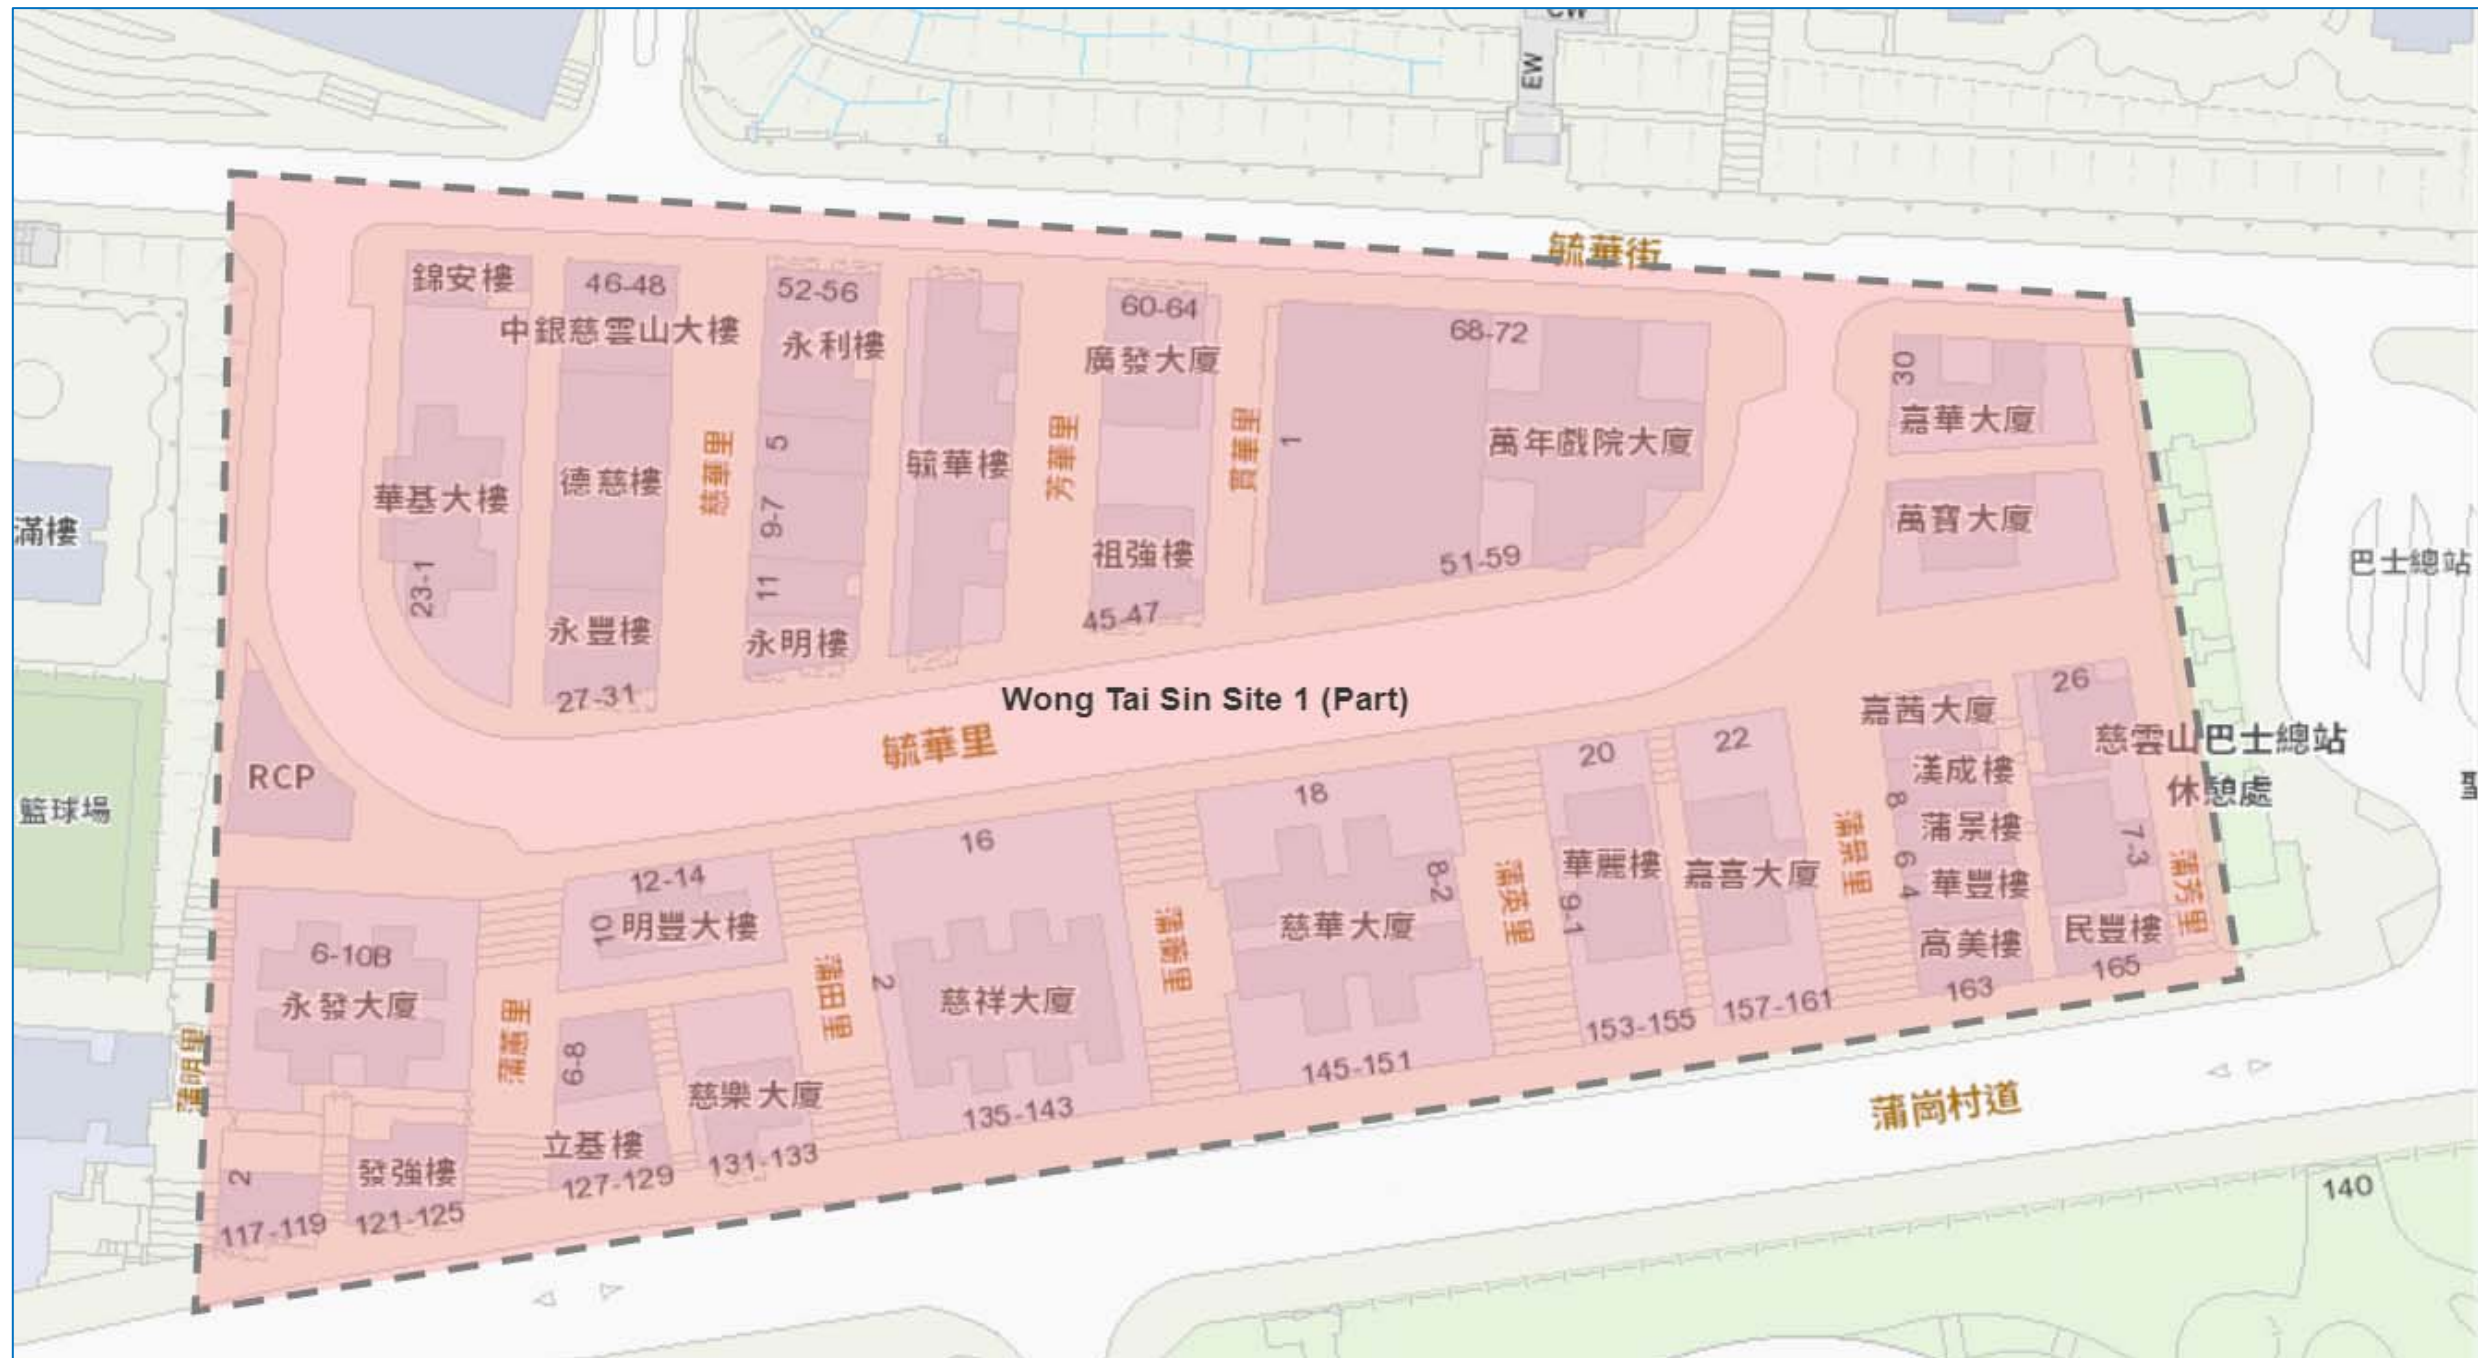 EW
毓華街
錦安樓
46-48
中銀慈雲山大樓
52-56
永利樓
60-64
廣發大廈
68-72
30
嘉華大廈
華基大樓
23-1
德慈樓
慈華里
5
9-7
11
毓華樓
芳華里
貫華里
1
萬年戲院大廈
萬寶大廈
滿樓
巴士總站
祖強樓
51-59
45-47
永豐樓
永明樓
27-31
Wong Tai Sin Site 1 (Part)
毓華里
RCP
籃球場
嘉茜大廈
26
慈雲山巴士總站
休憩處
漢成樓
8
蒲景樓
6-4
華豐樓
高美樓
163
7-3
蒲芳里
民豐樓
165
20
22
18
16
華麗樓
9-1
嘉喜大廈
8-2
蒲英里
慈華大廈
12-14
10
明豐大樓
6-10B
永發大廈
蒲田里
2
慈祥大廈
153-155
157-161
145-151
135-143
蒲明里
6-8
慈樂大廈
立基樓
131-133
127-129
發強樓
2
117-119
121-125
蒲崗村道
140